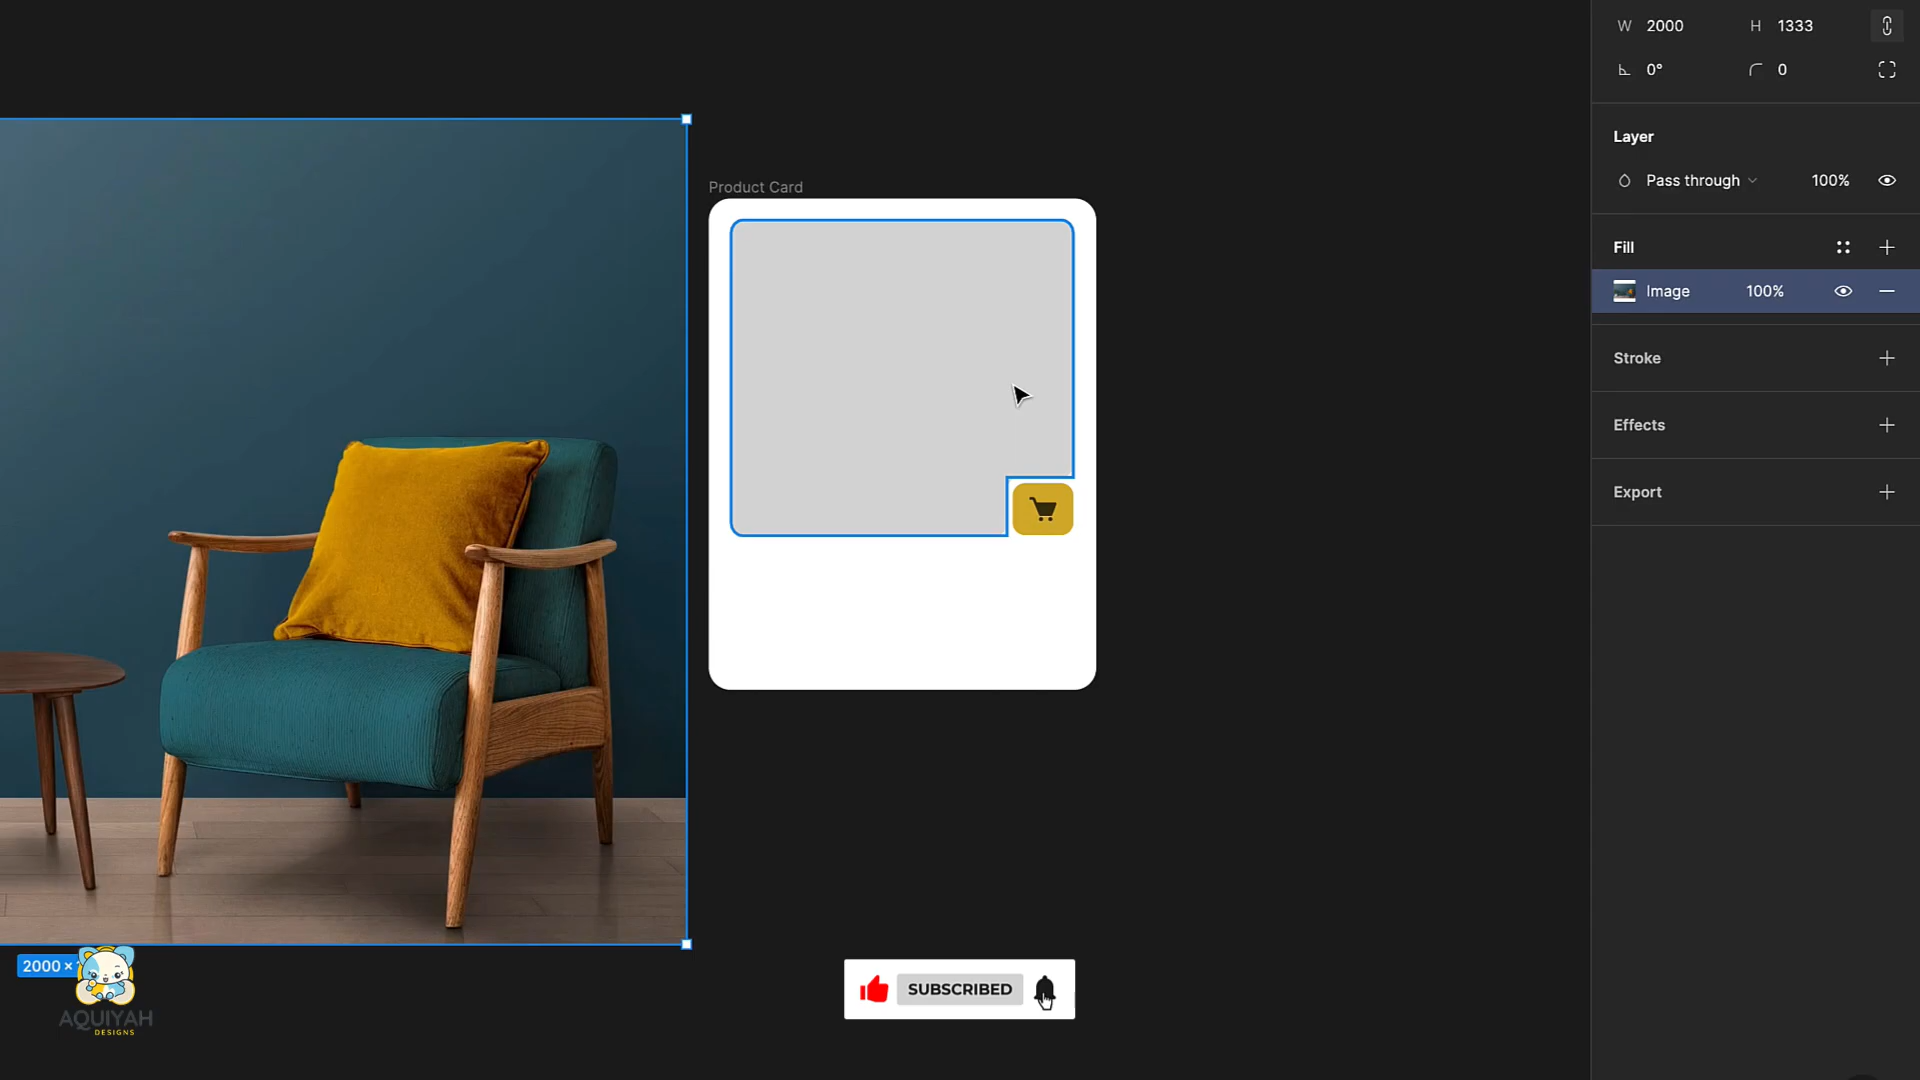 W 2000 H 1333
0° 0
Layer
Pass through 100%
Product Card
Fill
Image 100%
Stroke
Effects
Export
2000 ×
AQUIYAH
DESIGNS
SUBSCRIBED